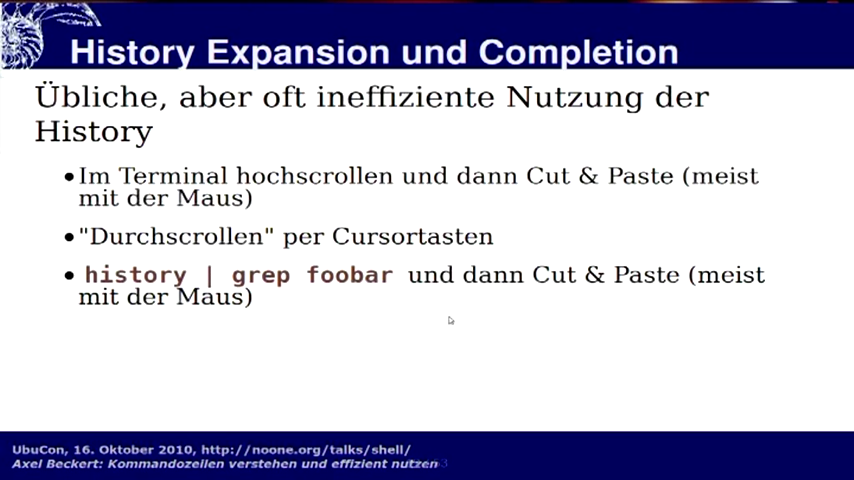 History Expansion und Completion
Übliche, aber oft ineffiziente Nutzung der
History
•Im Terminal hochscrollen und dann Cut & Paste (meist
mit der Maus)
•"Durchscrollen" per Cursortasten
• history | grep foobar und dann Cut & Paste (meist
mit der Maus)
UbuCon, 16. Oktober 2010, http://noone.org/talks/shell/
Axel Beckert: Kommandozeilen verstehen und effizient nutzen